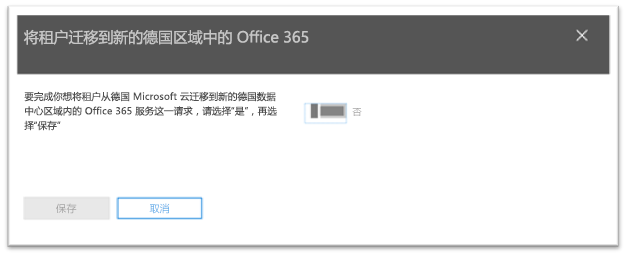 将租户迁移到新的德国区域中的 Office 365
要完成你想将租户从德国 Microsoft 云迁移到新的德国数据
中心区域内的 Office 365 服务这一请求，请选择"是"，再选
择"保存"
否
保存
取消